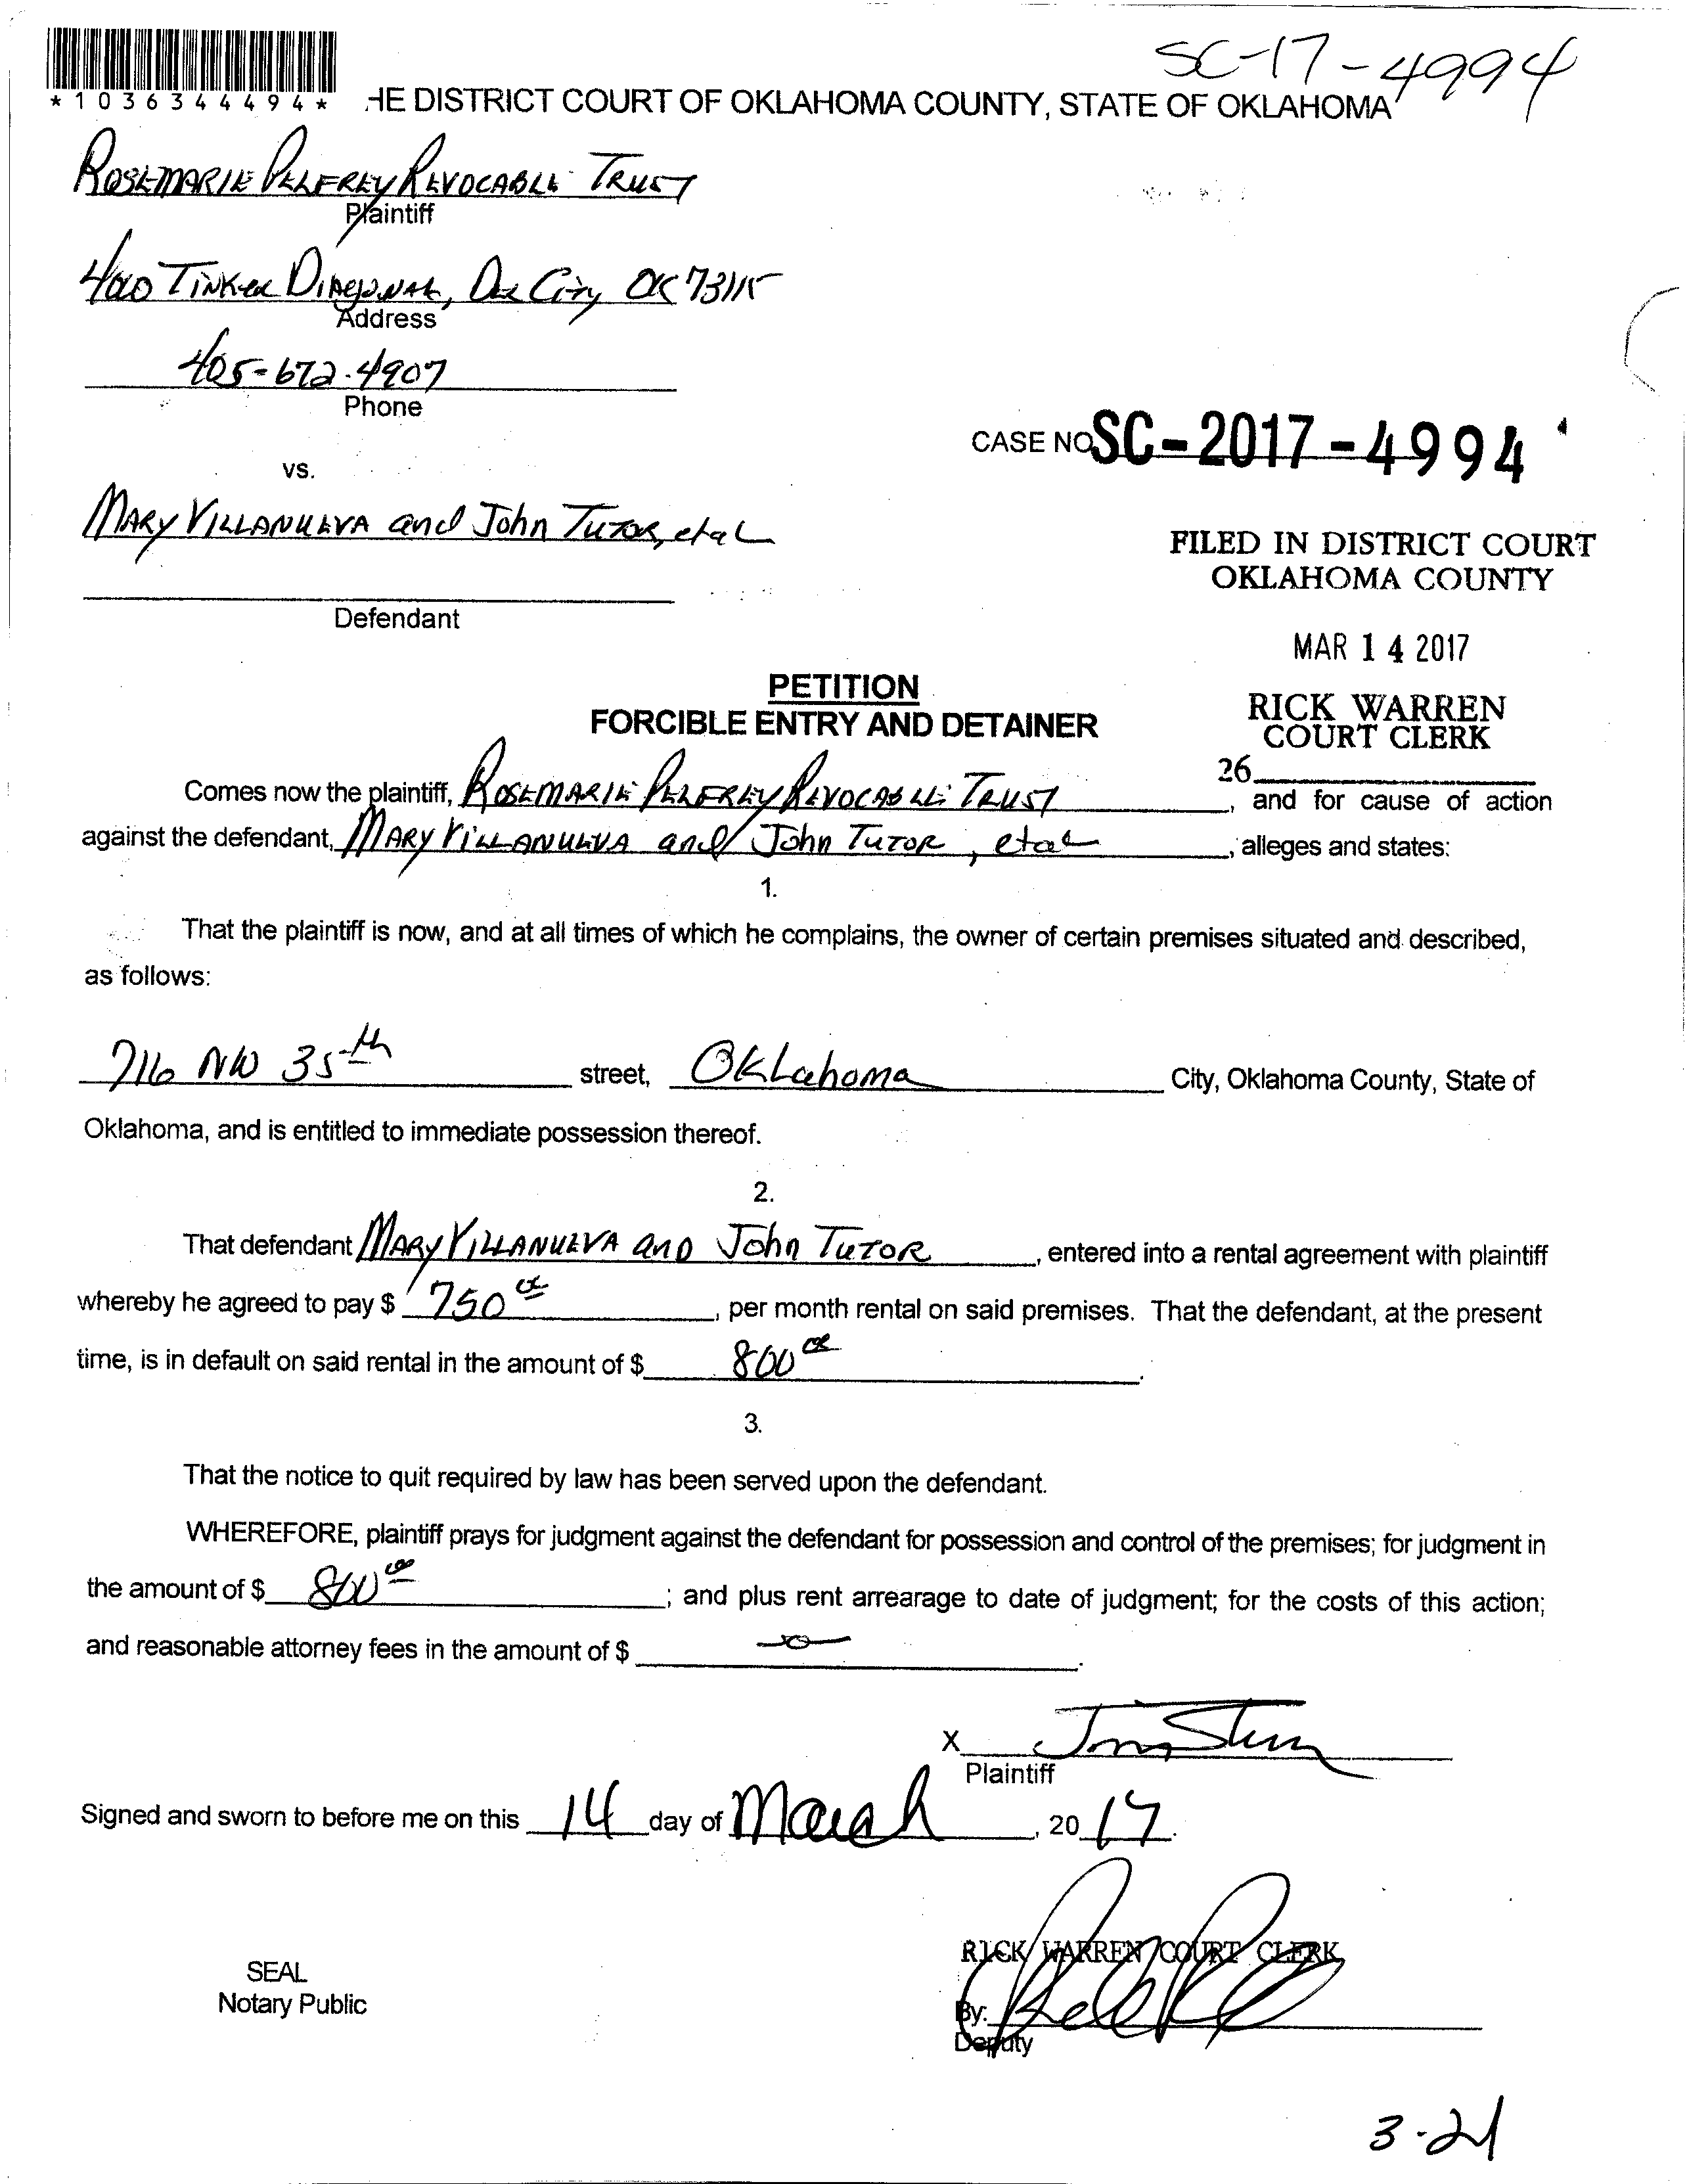 SC-17-4994
*1036344494* HE DISTRICT COURT OF OKLAHOMA COUNTY, STATE OF OKLAHOMA
ROSEMARIE PELFREY REVOCABLE TRUST
Plaintiff
TINKER DIAGONAL, DEL CITY, OK 73115
Address
405-672-4907
Phone
CASE NO SC-2017-4994
vs.
MARY VILLANUEVA and John TUTOR, etal
FILED IN DISTRICT COURT
OKLAHOMA COUNTY
Defendant
MAR 14 2017
PETITION
FORCIBLE ENTRY AND DETAINER
RICK WARREN
COURT CLERK
26
Comes now the plaintiff, ROSEMARIE PELFREY REVOCABLE TRUST, and for cause of action
against the defendant, MARY VILLANUEVA and John TUTOR, etal, alleges and states:
1.
That the plaintiff is now, and at all times of which he complains, the owner of certain premises situated and described,
as follows:
716 NW 35th street, Oklahoma City, Oklahoma County, State of
Oklahoma, and is entitled to immediate possession thereof.
2.
That defendant MARY VILLANUEVA AND John TUTOR, entered into a rental agreement with plaintiff
whereby he agreed to pay $ 750 00, per month rental on said premises. That the defendant, at the present
time, is in default on said rental in the amount of $ 800 00.
3.
That the notice to quit required by law has been served upon the defendant.
WHEREFORE, plaintiff prays for judgment against the defendant for possession and control of the premises; for judgment in
the amount of $ 800 00; and plus rent arrearage to date of judgment; for the costs of this action;
and reasonable attorney fees in the amount of $ -0-.
X
Plaintiff
Signed and sworn to before me on this 14 day of March, 2017.
RICK WARREN COURT CLERK
SEAL
Notary Public
By:
Deputy
3-21